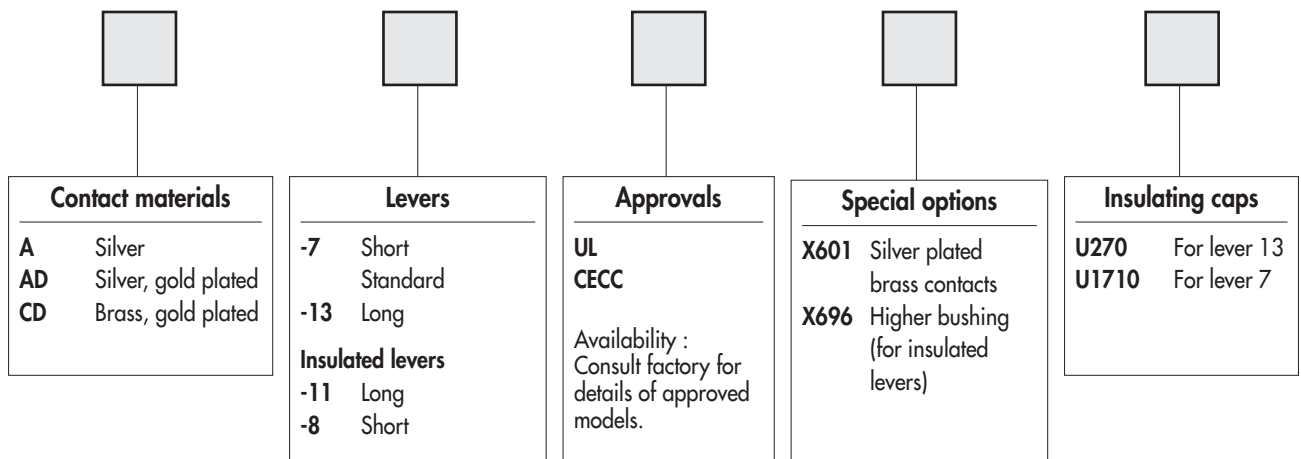 Contact materials
A Silver
AD Silver, gold plated
CD Brass, gold plated
Levers
-7 Short
Standard
-13 Long
Insulated levers
-11 Long
-8 Short
Approvals
UL
CECC
Availability :
Consult factory for
details of approved
models.
Special options
X601 Silver plated
brass contacts
X696 Higher bushing
(for insulated
levers)
Insulating caps
U270 For lever 13
U1710 For lever 7